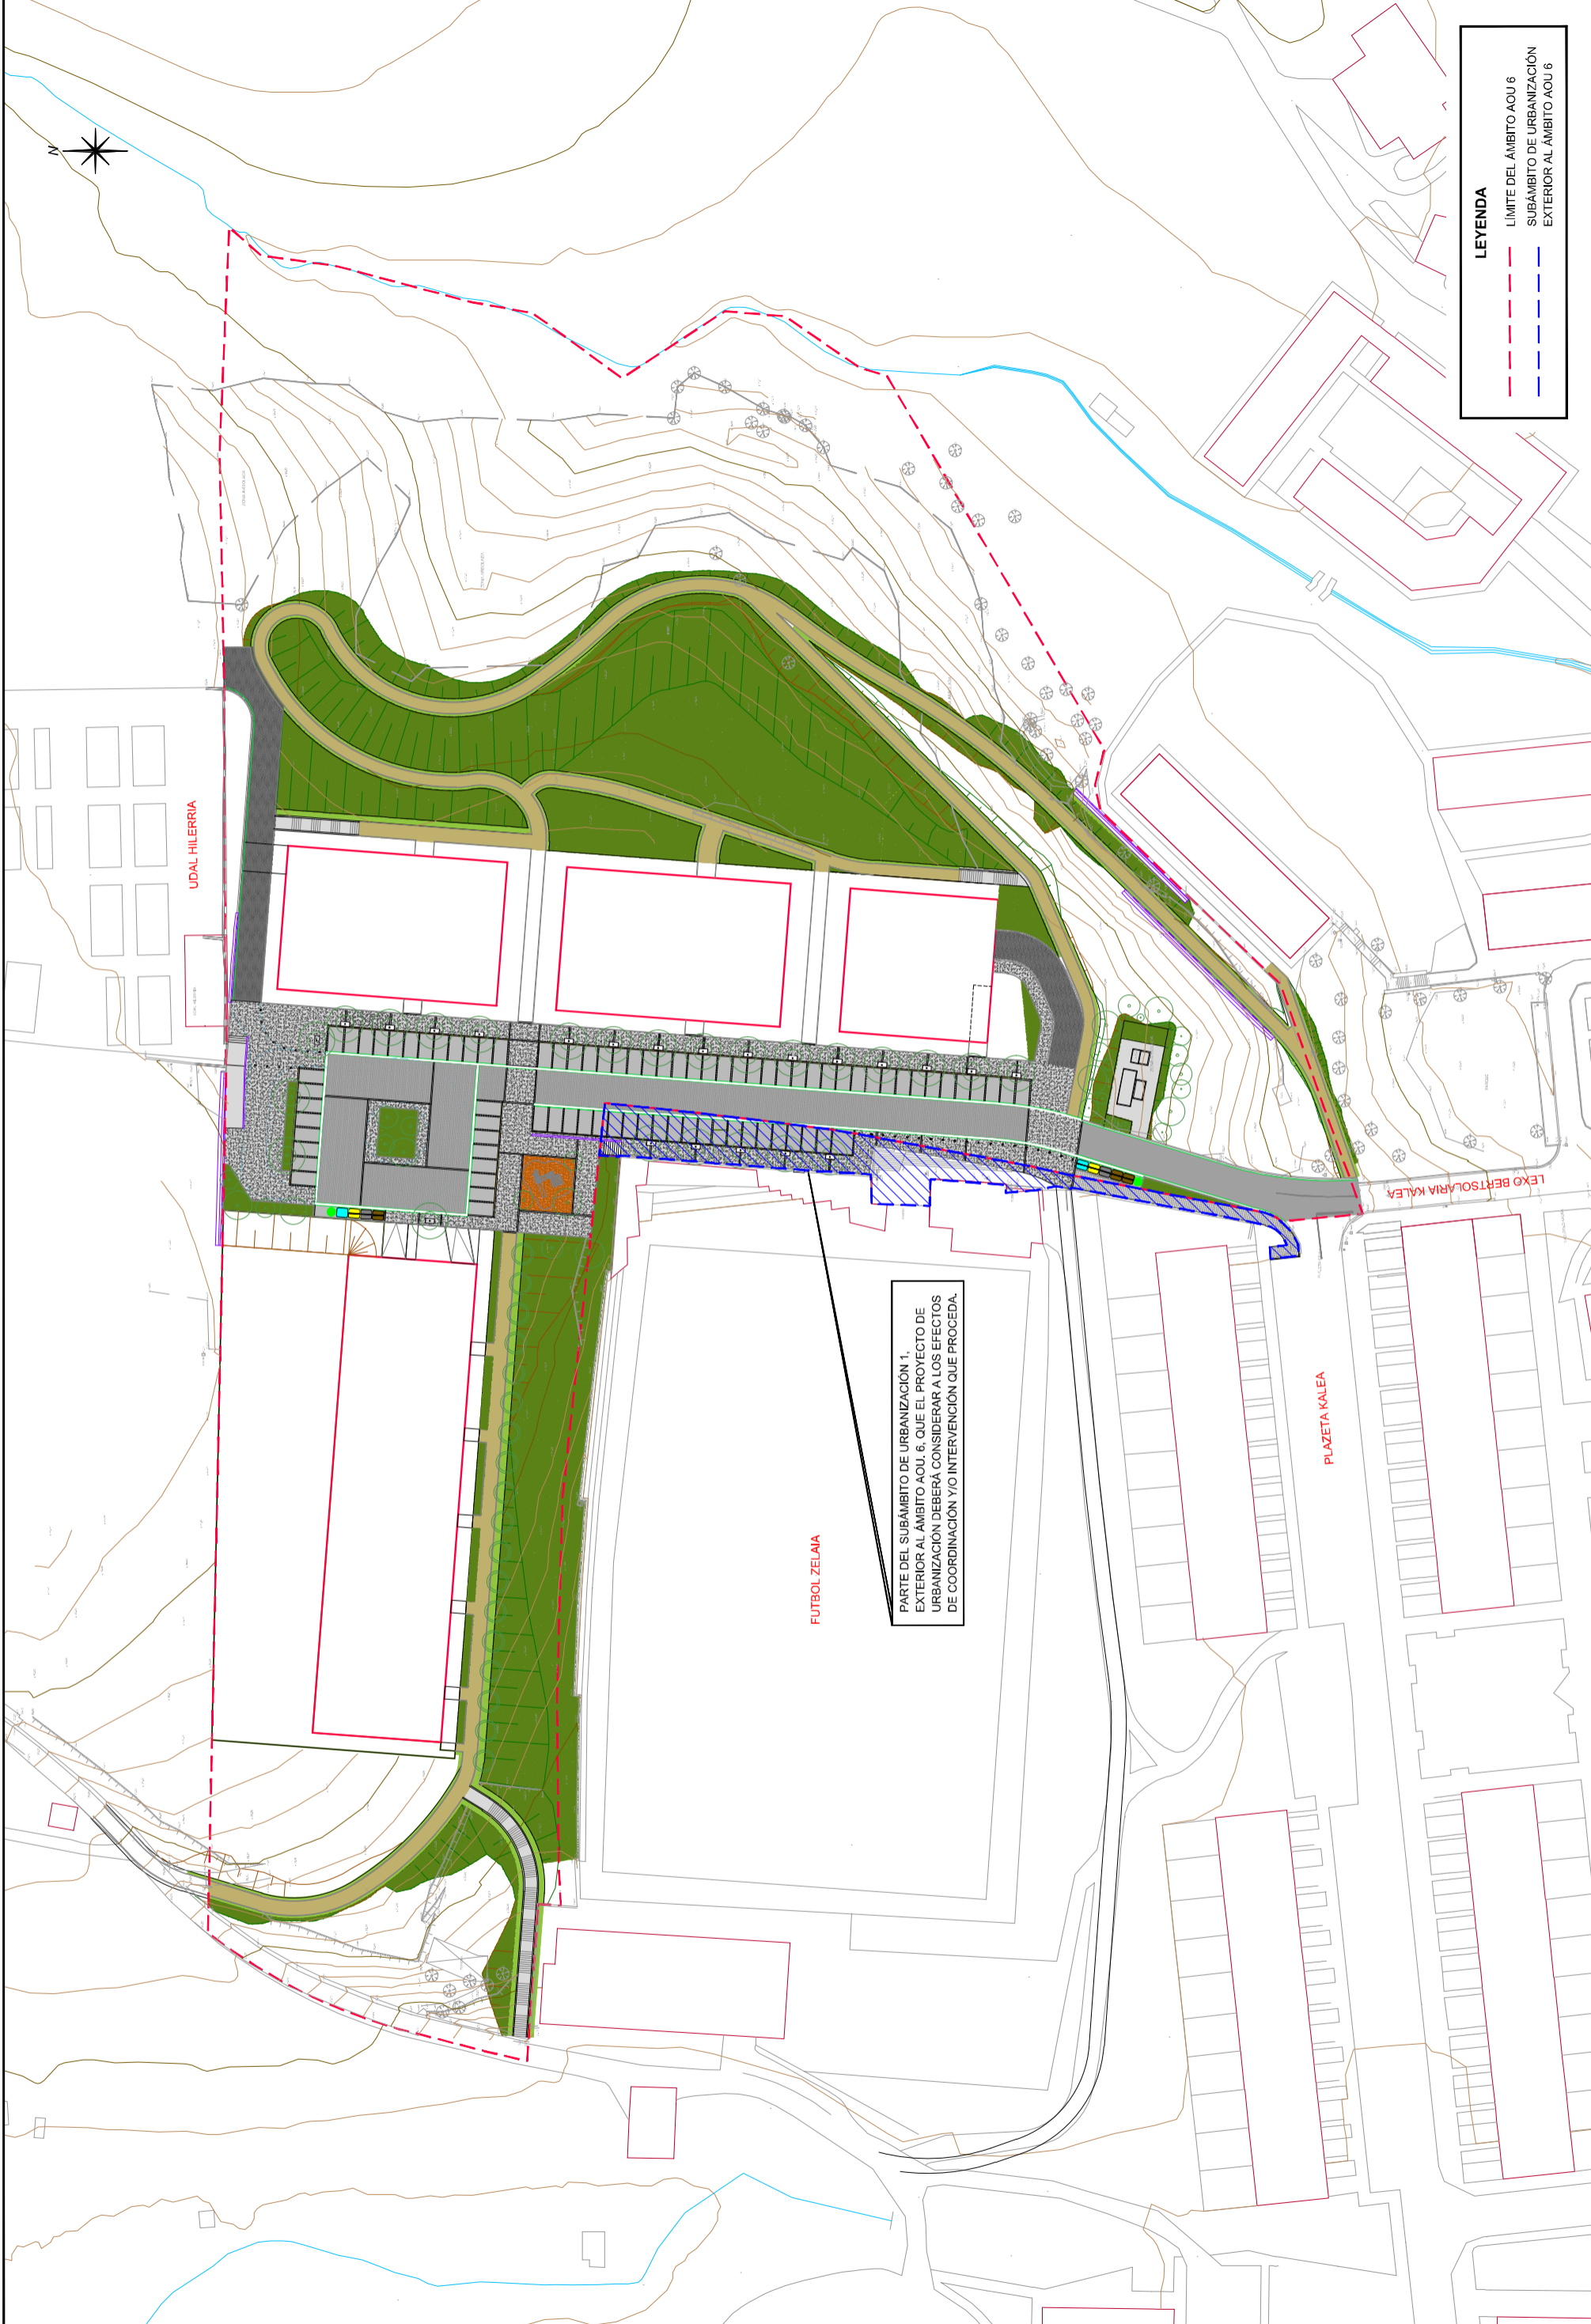 N
LEYENDA
LÍMITE DEL ÁMBITO AOU 6
SUBÁMBITO DE URBANIZACIÓN
EXTERIOR AL ÁMBITO AOU 6
UDAL HILERRIA
PARTE DEL SUBÁMBITO DE URBANIZACIÓN 1,
EXTERIOR AL ÁMBITO AOU. 6, QUE EL PROYECTO DE
URBANIZACIÓN DEBERÁ CONSIDERAR A LOS EFECTOS
DE COORDINACIÓN Y/O INTERVENCIÓN QUE PROCEDA.
FUTBOL ZELAIA
PLAZETA KALEA
LEXO BERTSOLARIA KALEA